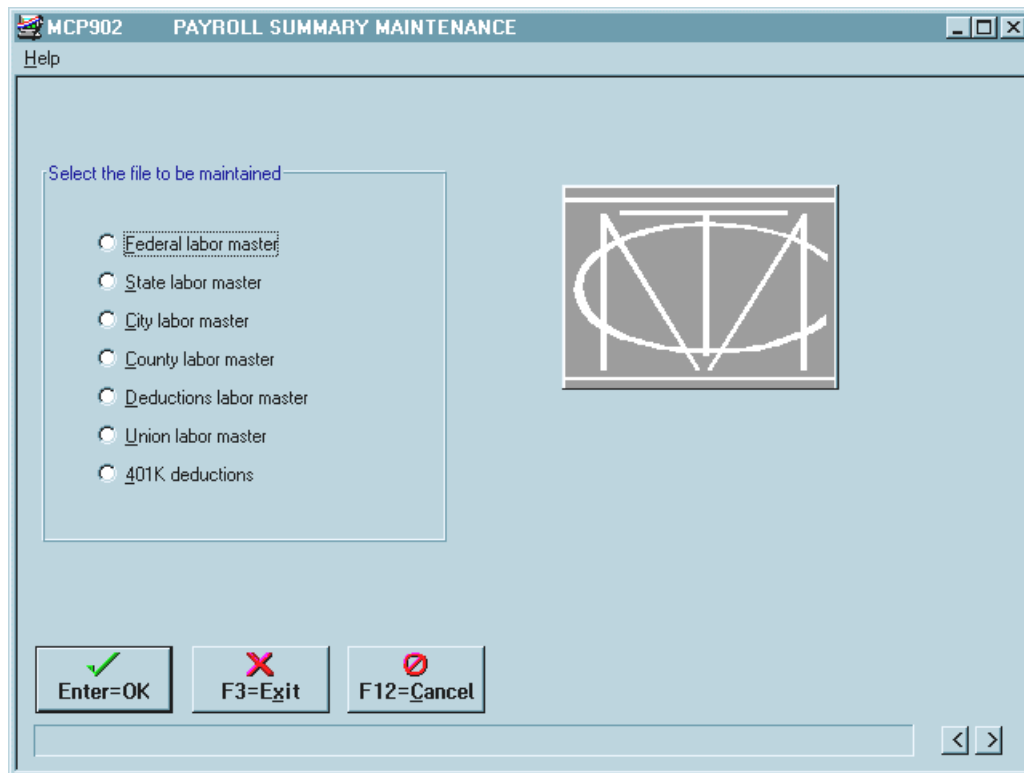 MCP902 PAYROLL SUMMARY MAINTENANCE
Help
Select the file to be maintained
Federal labor master
State labor master
City labor master
County labor master
Deductions labor master
Union labor master
401K deductions
Enter=OK F3=Exit F12=Cancel
< >